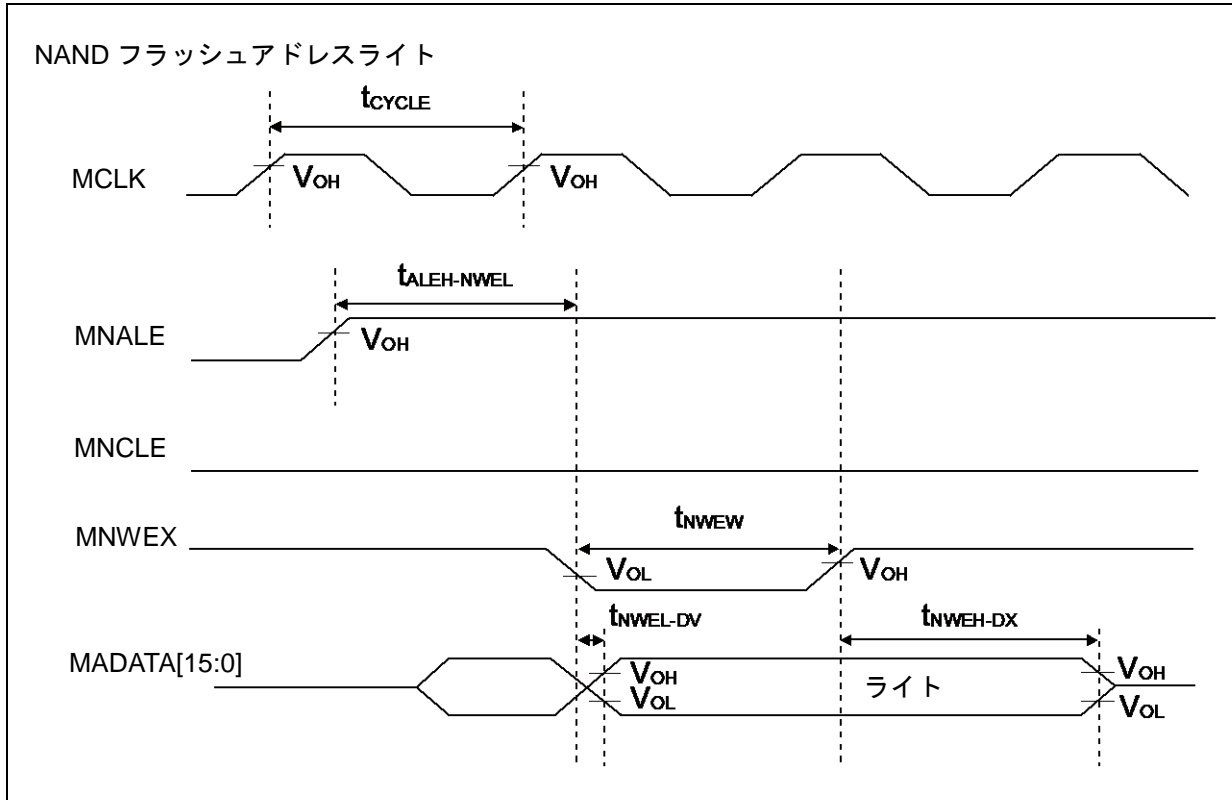 NAND フラッシュアドレスライト
tCYCLE
MCLK
VOH
VOH
tALEH-NWEL
MNALE
VOH
MNCLE
tNWEW
MNWEX
VOL
VOH
tNWEL-DV
tNWEH-DX
MADATA[15:0]
VOH
VOL
ライト
VOH
VOL